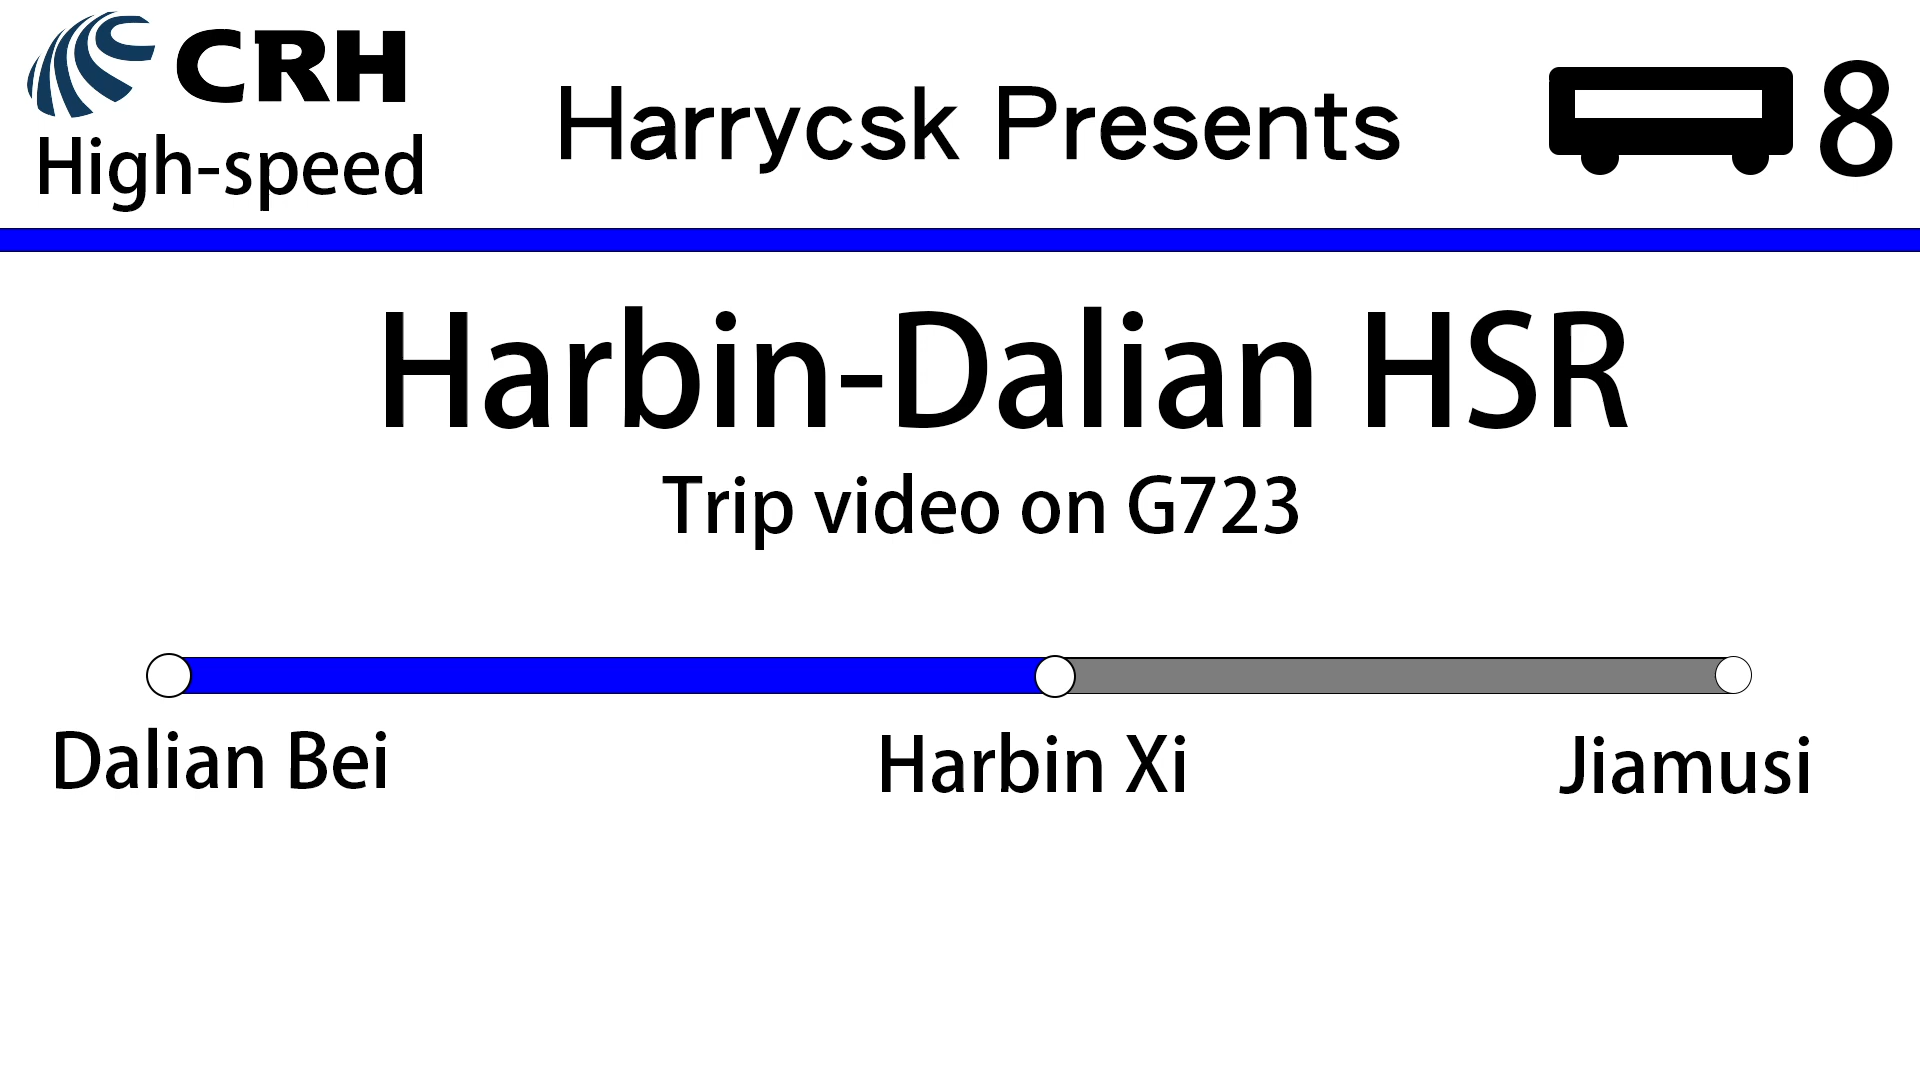 CRH
High-speed
Harrycsk Presents
8
Harbin-Dalian HSR
Trip video on G723
Dalian Bei
Harbin Xi
Jiamusi